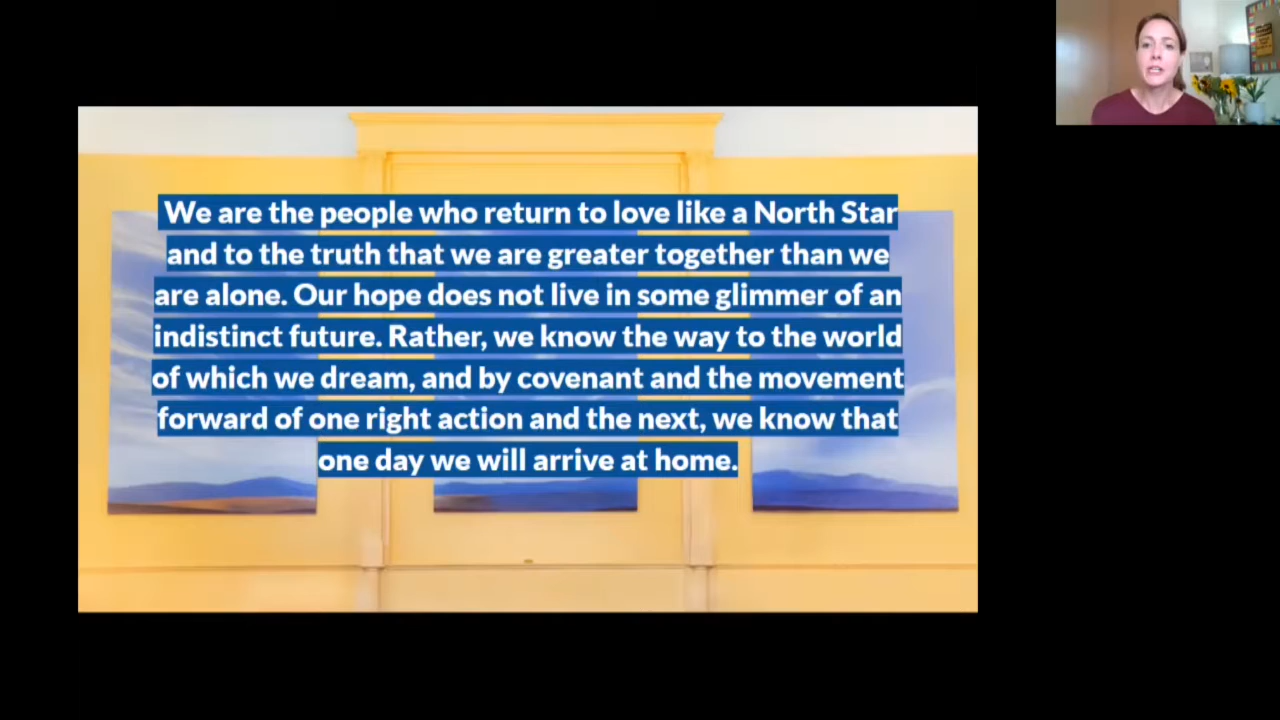 We are the people who return to love like a North Star
and to the truth that we are greater together than we
are alone. Our hope does not live in some glimmer of an
indistinct future. Rather, we know the way to the world
of which we dream, and by covenant and the movement
forward of one right action and the next, we know that
one day we will arrive at home.